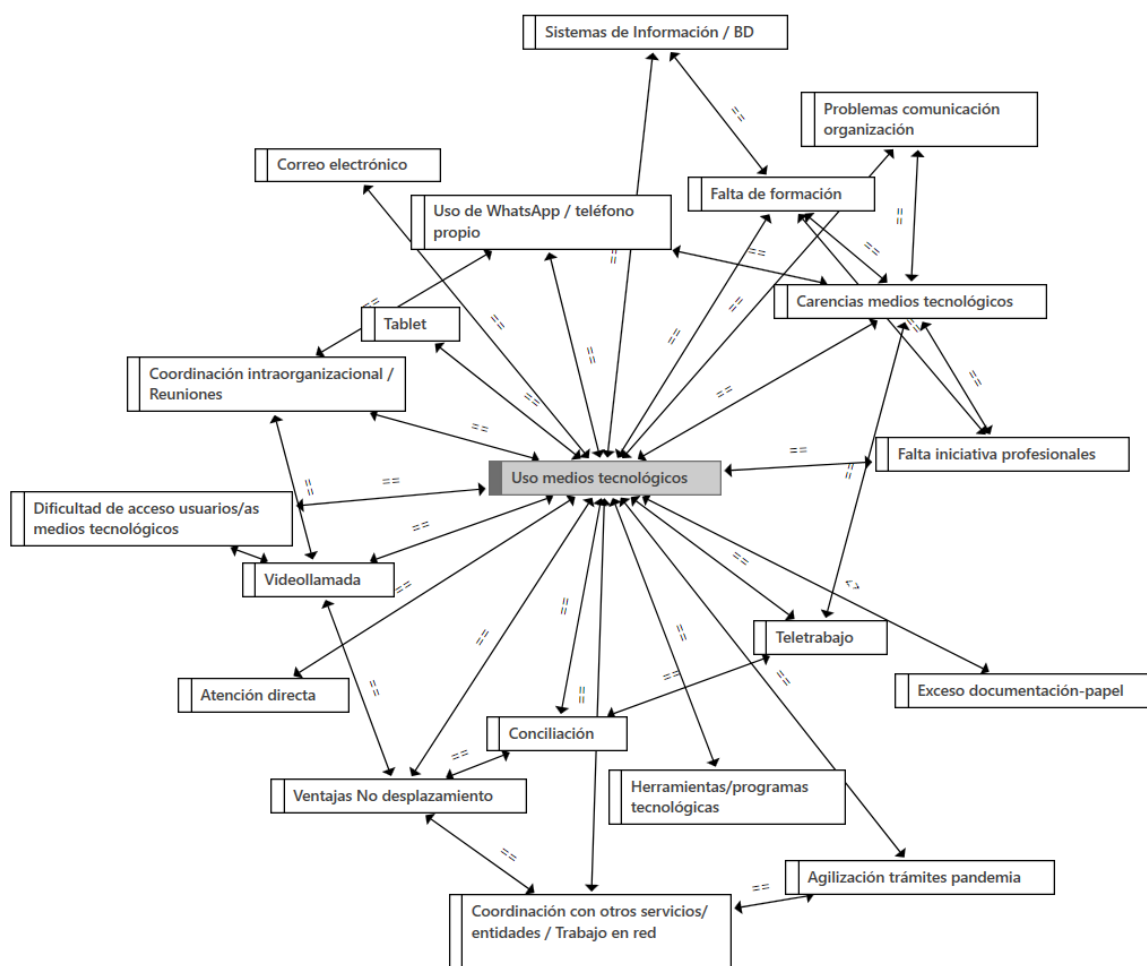 Sistemas de Información / BD
Problemas comunicación
organización
==
Correo electrónico
Falta de formación
Uso de WhatsApp / teléfono
propio
==
==
==
==
Carencias medios tecnológicos
==
==
Tablet
==
==
==
==
Coordinación intraorganizacional /
Reuniones
==
==
==
==
==
Falta iniciativa profesionales
Uso medios tecnológicos
==
==
==
==
Dificultad de acceso usuarios/as
medios tecnológicos
==
Videollamada
==
==
==
<>
==
==
Teletrabajo
Atención directa
==
==
==
==
Exceso documentación-papel
Conciliación
==
Ventajas No desplazamiento
Herramientas/programas
tecnológicas
==
Agilización trámites pandemia
==
Coordinación con otros servicios/
entidades / Trabajo en red